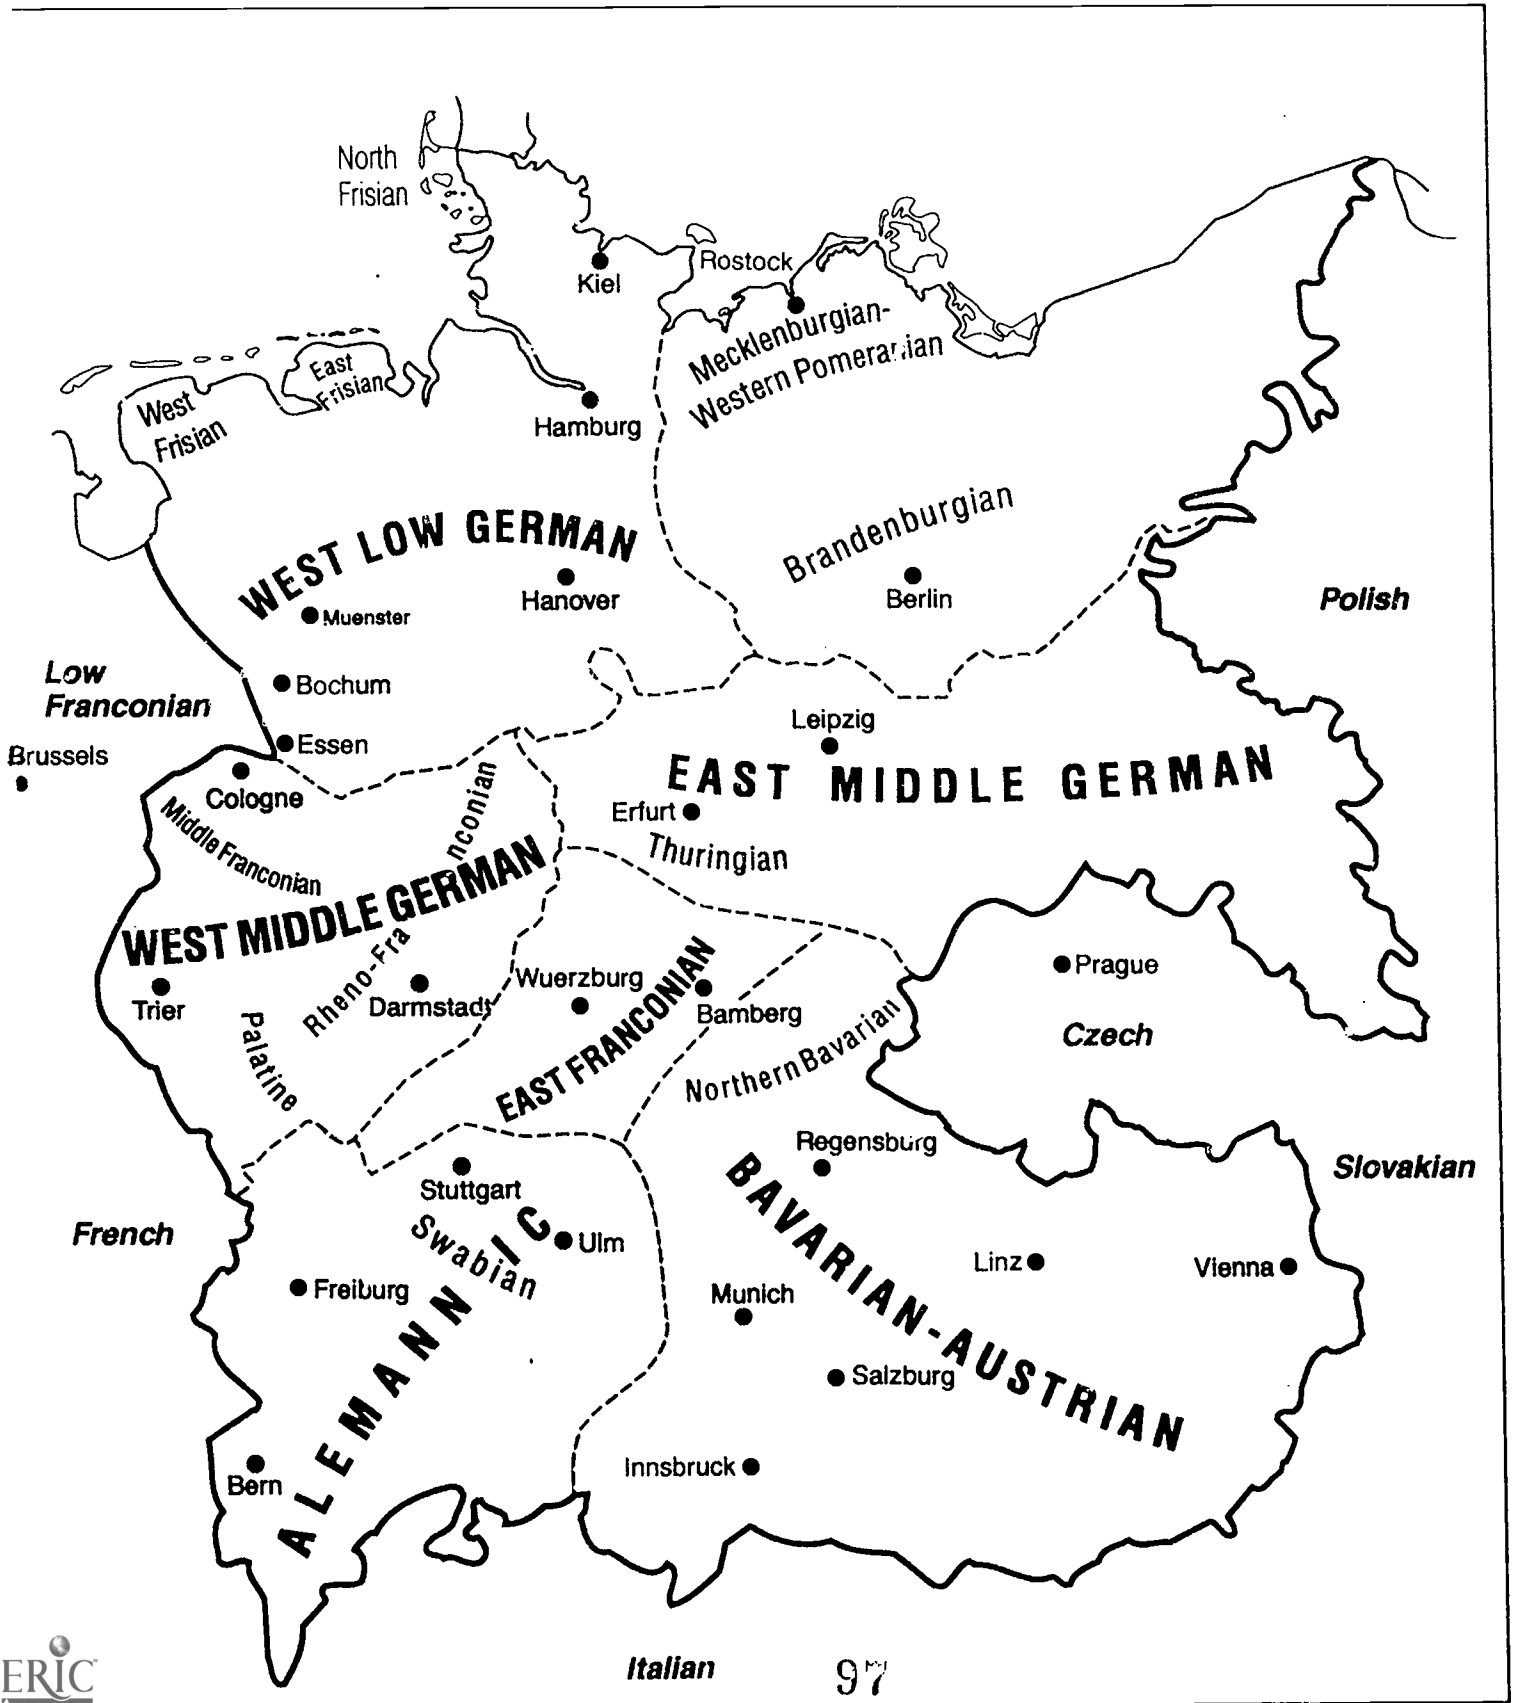 North
Frisian
Kiel
Rostock
Mecklenburgian-
Western Pomeranian
East
Frisian
West
Frisian
Hamburg
WEST LOW GERMAN
Brandenburgian
Hanover
Berlin
Muenster
Polish
Low
Franconian
Bochum
Leipzig
Essen
Brussels
EAST MIDDLE GERMAN
Cologne
Erfurt
Middle Franconian
Thuringian
WEST MIDDLE GERMAN
Rheno-Franconian
EAST FRANCONIAN
Prague
Wuerzburg
Trier
Darmstadt
Bamberg
Palatine
Northern Bavarian
Czech
Regensburg
Slovakian
Stuttgart
BAVARIAN-AUSTRIAN
Swabian
French
Ulm
Linz
Vienna
Freiburg
Munich
ALEMANNIC
Salzburg
Bern
Innsbruck
Italian
97
ERIC